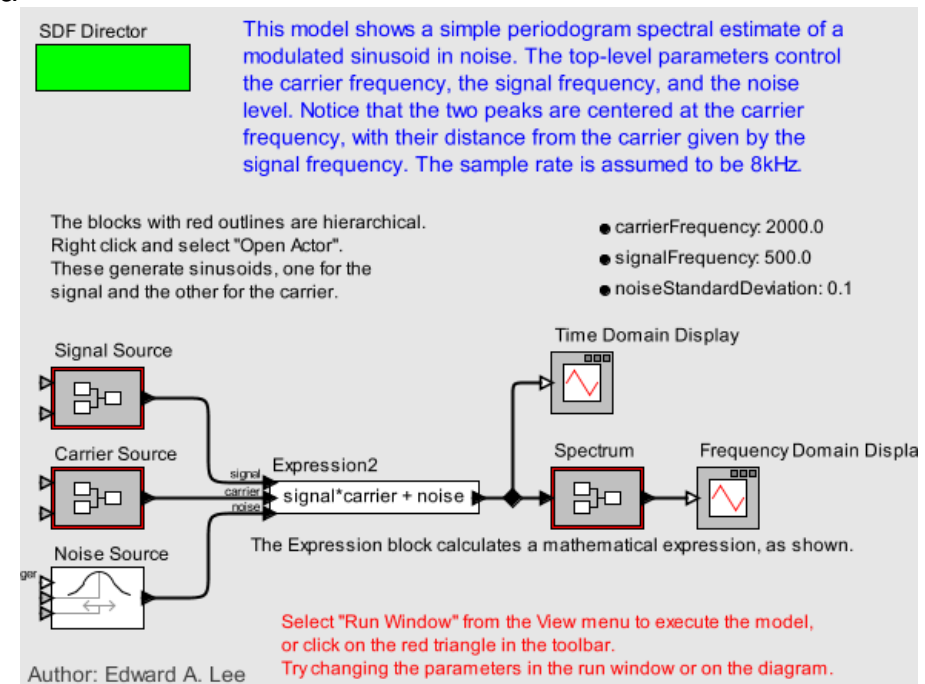 SDF Director
This model shows a simple periodogram spectral estimate of a
modulated sinusoid in noise. The top-level parameters control
the carrier frequency, the signal frequency, and the noise
level. Notice that the two peaks are centered at the carrier
frequency, with their distance from the carrier given by the
signal frequency. The sample rate is assumed to be 8kHz.
The blocks with red outlines are hierarchical.
Right click and select "Open Actor".
These generate sinusoids, one for the
signal and the other for the carrier.
carrierFrequency: 2000.0
signalFrequency: 500.0
noiseStandardDeviation: 0.1
Time Domain Display
Signal Source
Carrier Source
signal
carrier
noise
Expression2
signal*carrier + noise
Spectrum
Frequency Domain Displa
The Expression block calculates a mathematical expression, as shown.
Noise Source
ger
Select "Run Window" from the View menu to execute the model,
or click on the red triangle in the toolbar.
Try changing the parameters in the run window or on the diagram.
Author: Edward A. Lee